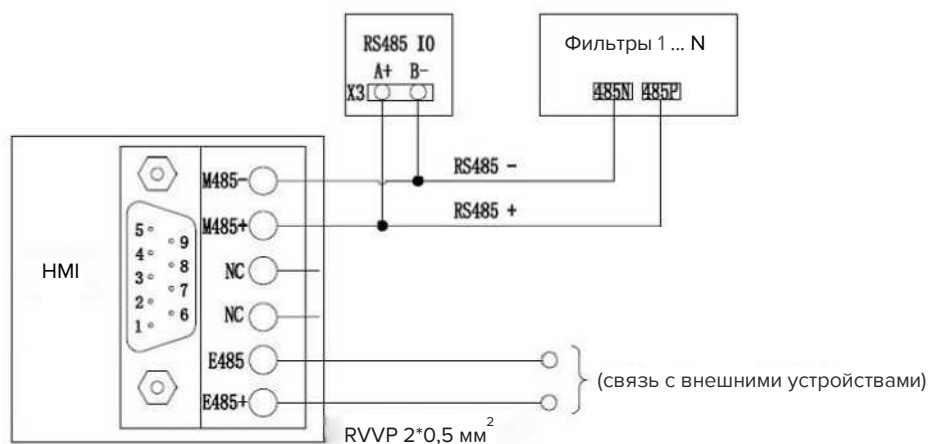 RS485 IO
A+ B-
X3
Фильтры 1 ... N
485N 485P
HMI
5
4
3
2
1
9
8
7
6
M485-
M485+
NC
NC
E485
E485+
RS485 -
RS485 +
(связь с внешними устройствами)
RVVP 2*0,5 мм²